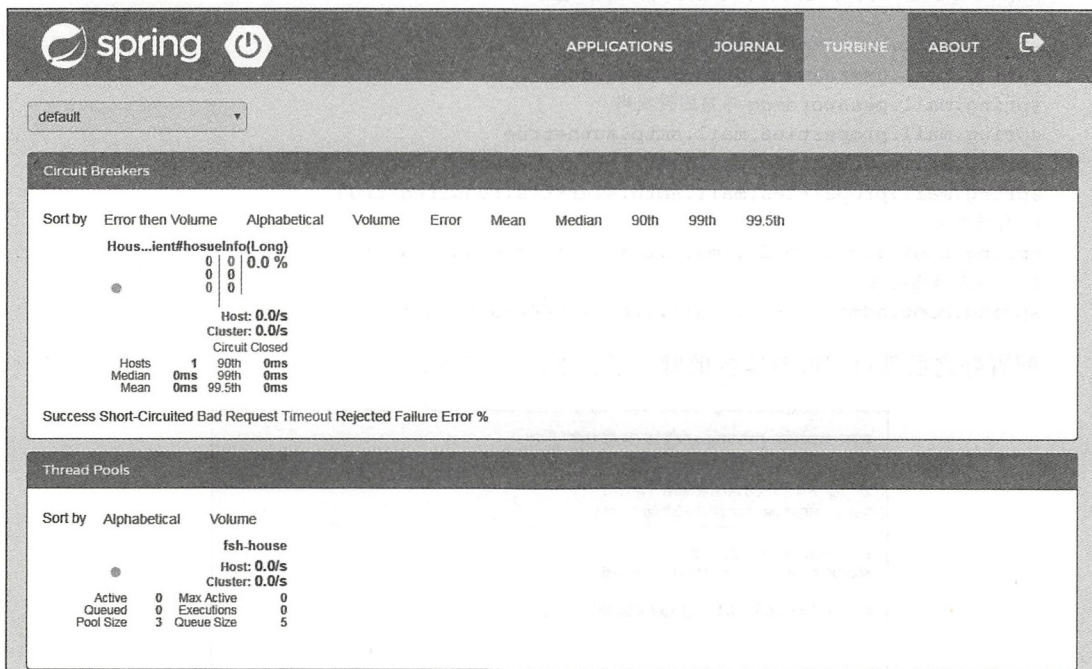 spring
APPLICATIONS JOURNAL TURBINE ABOUT
default
Circuit Breakers
Sort by Error then Volume Alphabetical Volume Error Mean Median 90th 99th 99.5th
Hous...ient#hosueInfo(Long)
0 0 0.0 %
0 0
0 0
Host: 0.0/s
Cluster: 0.0/s
Circuit Closed
Hosts 1 90th 0ms
Median 0ms 99th 0ms
Mean 0ms 99.5th 0ms
Success Short-Circuited Bad Request Timeout Rejected Failure Error %
Thread Pools
Sort by Alphabetical Volume
fsh-house
Host: 0.0/s
Cluster: 0.0/s
Active 0 Max Active 0
Queued 0 Executions 0
Pool Size 3 Queue Size 5